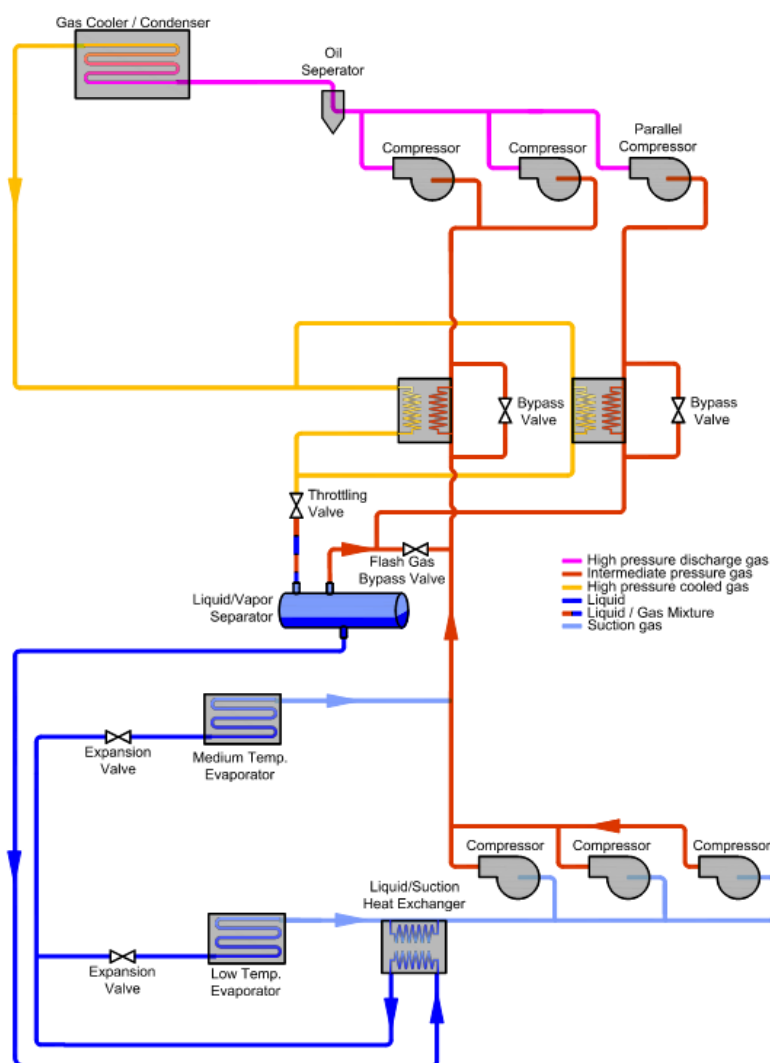 Gas Cooler / Condenser
Oil
Seperator
Compressor
Compressor
Parallel
Compressor
Bypass
Valve
Bypass
Valve
Throttling
Valve
Flash Gas
Bypass Valve
Liquid/Vapor
Separator
High pressure discharge gas
Intermediate pressure gas
High pressure cooled gas
Liquid
Liquid / Gas Mixture
Suction gas
Expansion
Valve
Medium Temp.
Evaporator
Compressor
Compressor
Compressor
Liquid/Suction
Heat Exchanger
Expansion
Valve
Low Temp.
Evaporator